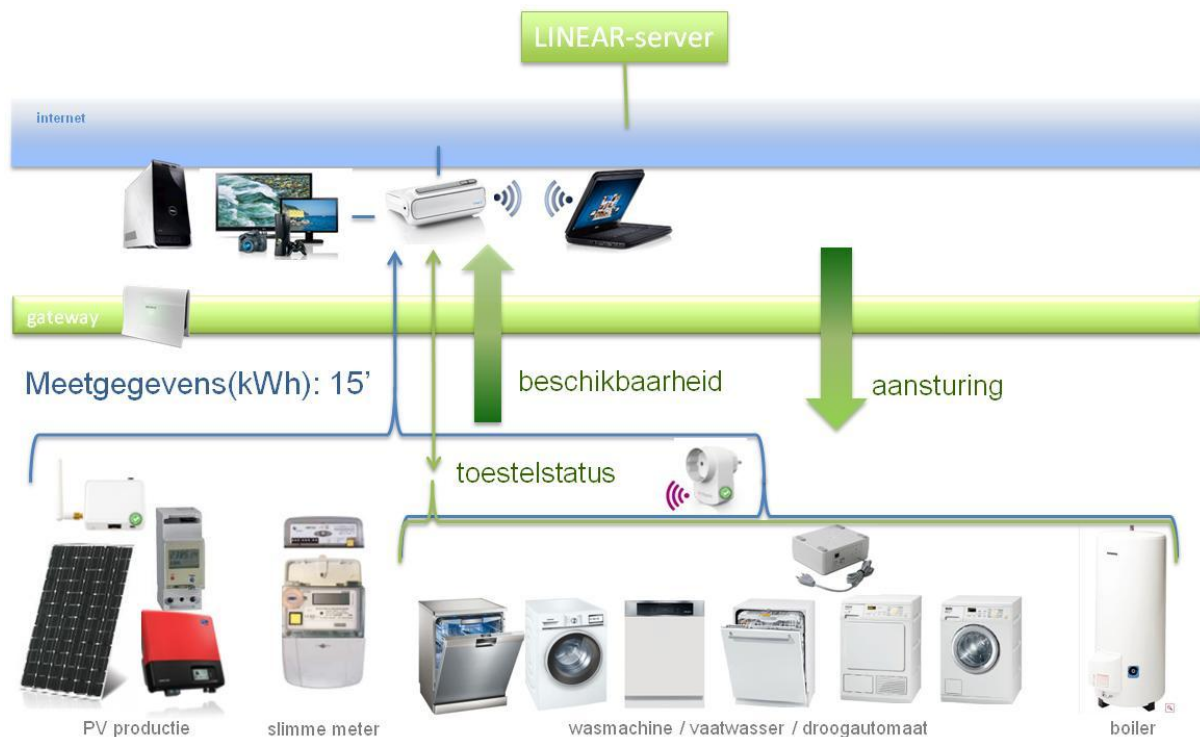 LINEAR-server
internet
gateway
Meetgegevens(kWh): 15’
beschikbaarheid
aansturing
toestelstatus
PV productie
slimme meter
wasmachine / vaatwasser / droogautomaat
boiler